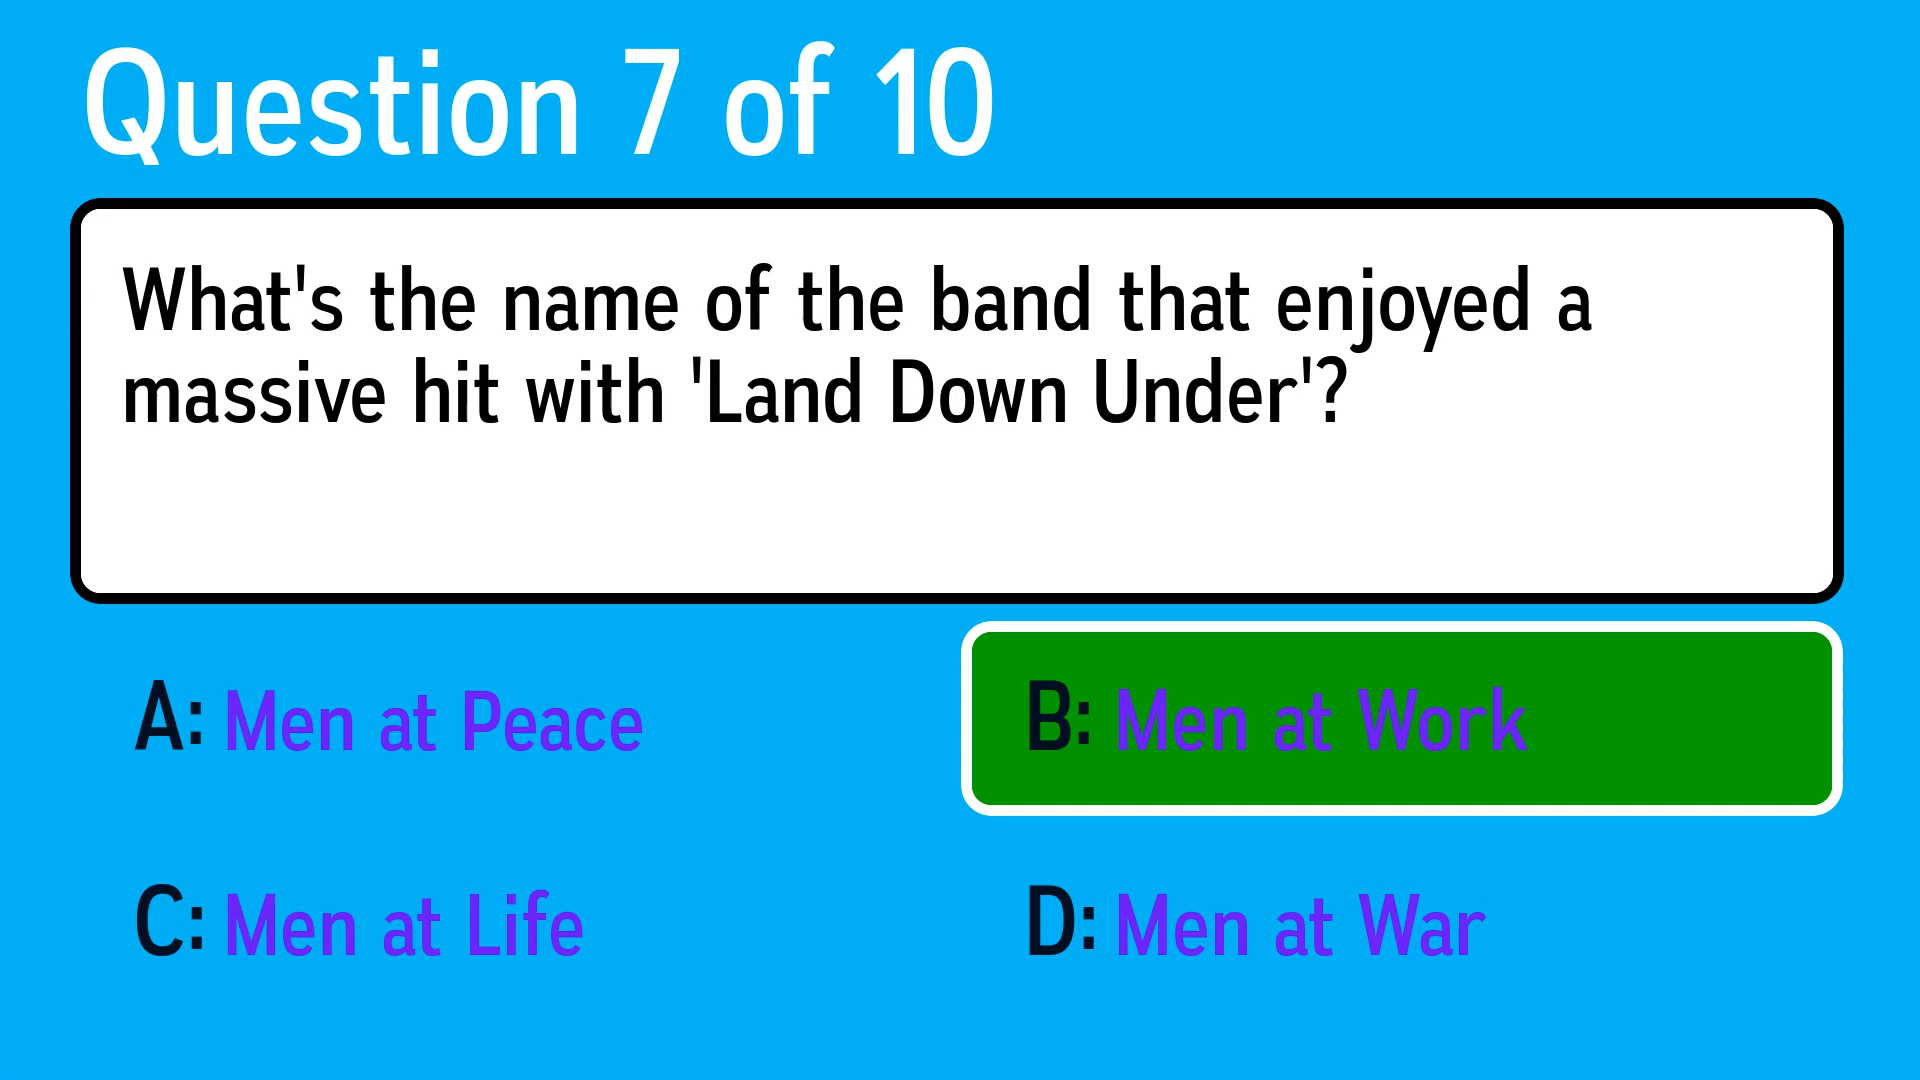 Question 7 of 10
What's the name of the band that enjoyed a
massive hit with 'Land Down Under'?
A: Men at Peace
B: Men at Work
C: Men at Life
D: Men at War